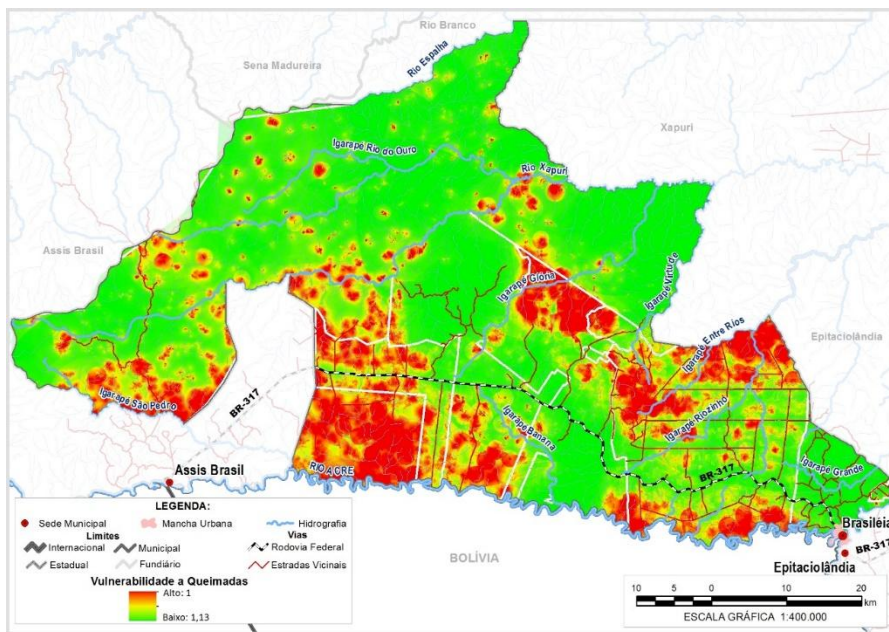 Rio Branco
Sena Madureira
Rio Espalha
Xapuri
Igarapé Rio do Ouro
Rio Xapuri
Assis Brasil
Igarapé Gióna
Igarapé Virtude
Epitaciolândia
Igarapé Entre Rios
Igarapé São Pedro
BR-317
Igarapé Banana
Igarapé Riozinho
Igarapé Grande
Assis Brasil
RIO ACRE
BR-317
Brasiléia
BR-317
Epitaciolândia
BOLÍVIA
LEGENDA:
Sede Municipal Mancha Urbana Hidrografia
Limites Vias
Internacional Municipal Rodovia Federal
Estadual Fundiário Estradas Vicinais
Vulnerabilidade a Queimadas
Alto: 1
Baixo: 1,13
10 5 0 10 20
km
ESCALA GRÁFICA 1:400.000